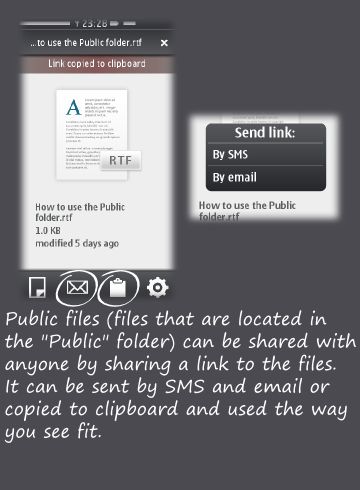 23:28
...to use the Public folder.rtf ×
Link copied to clipboard
A
RTF
How to use the Public
folder.rtf
1.0 KB
modified 5 days ago
Send link:
By SMS
By email
How to use the Public
folder.rtf
Public files (files that are located in
the "Public" folder) can be shared with
anyone by sharing a link to the files.
It can be sent by SMS and email or
copied to clipboard and used the way
you see fit.